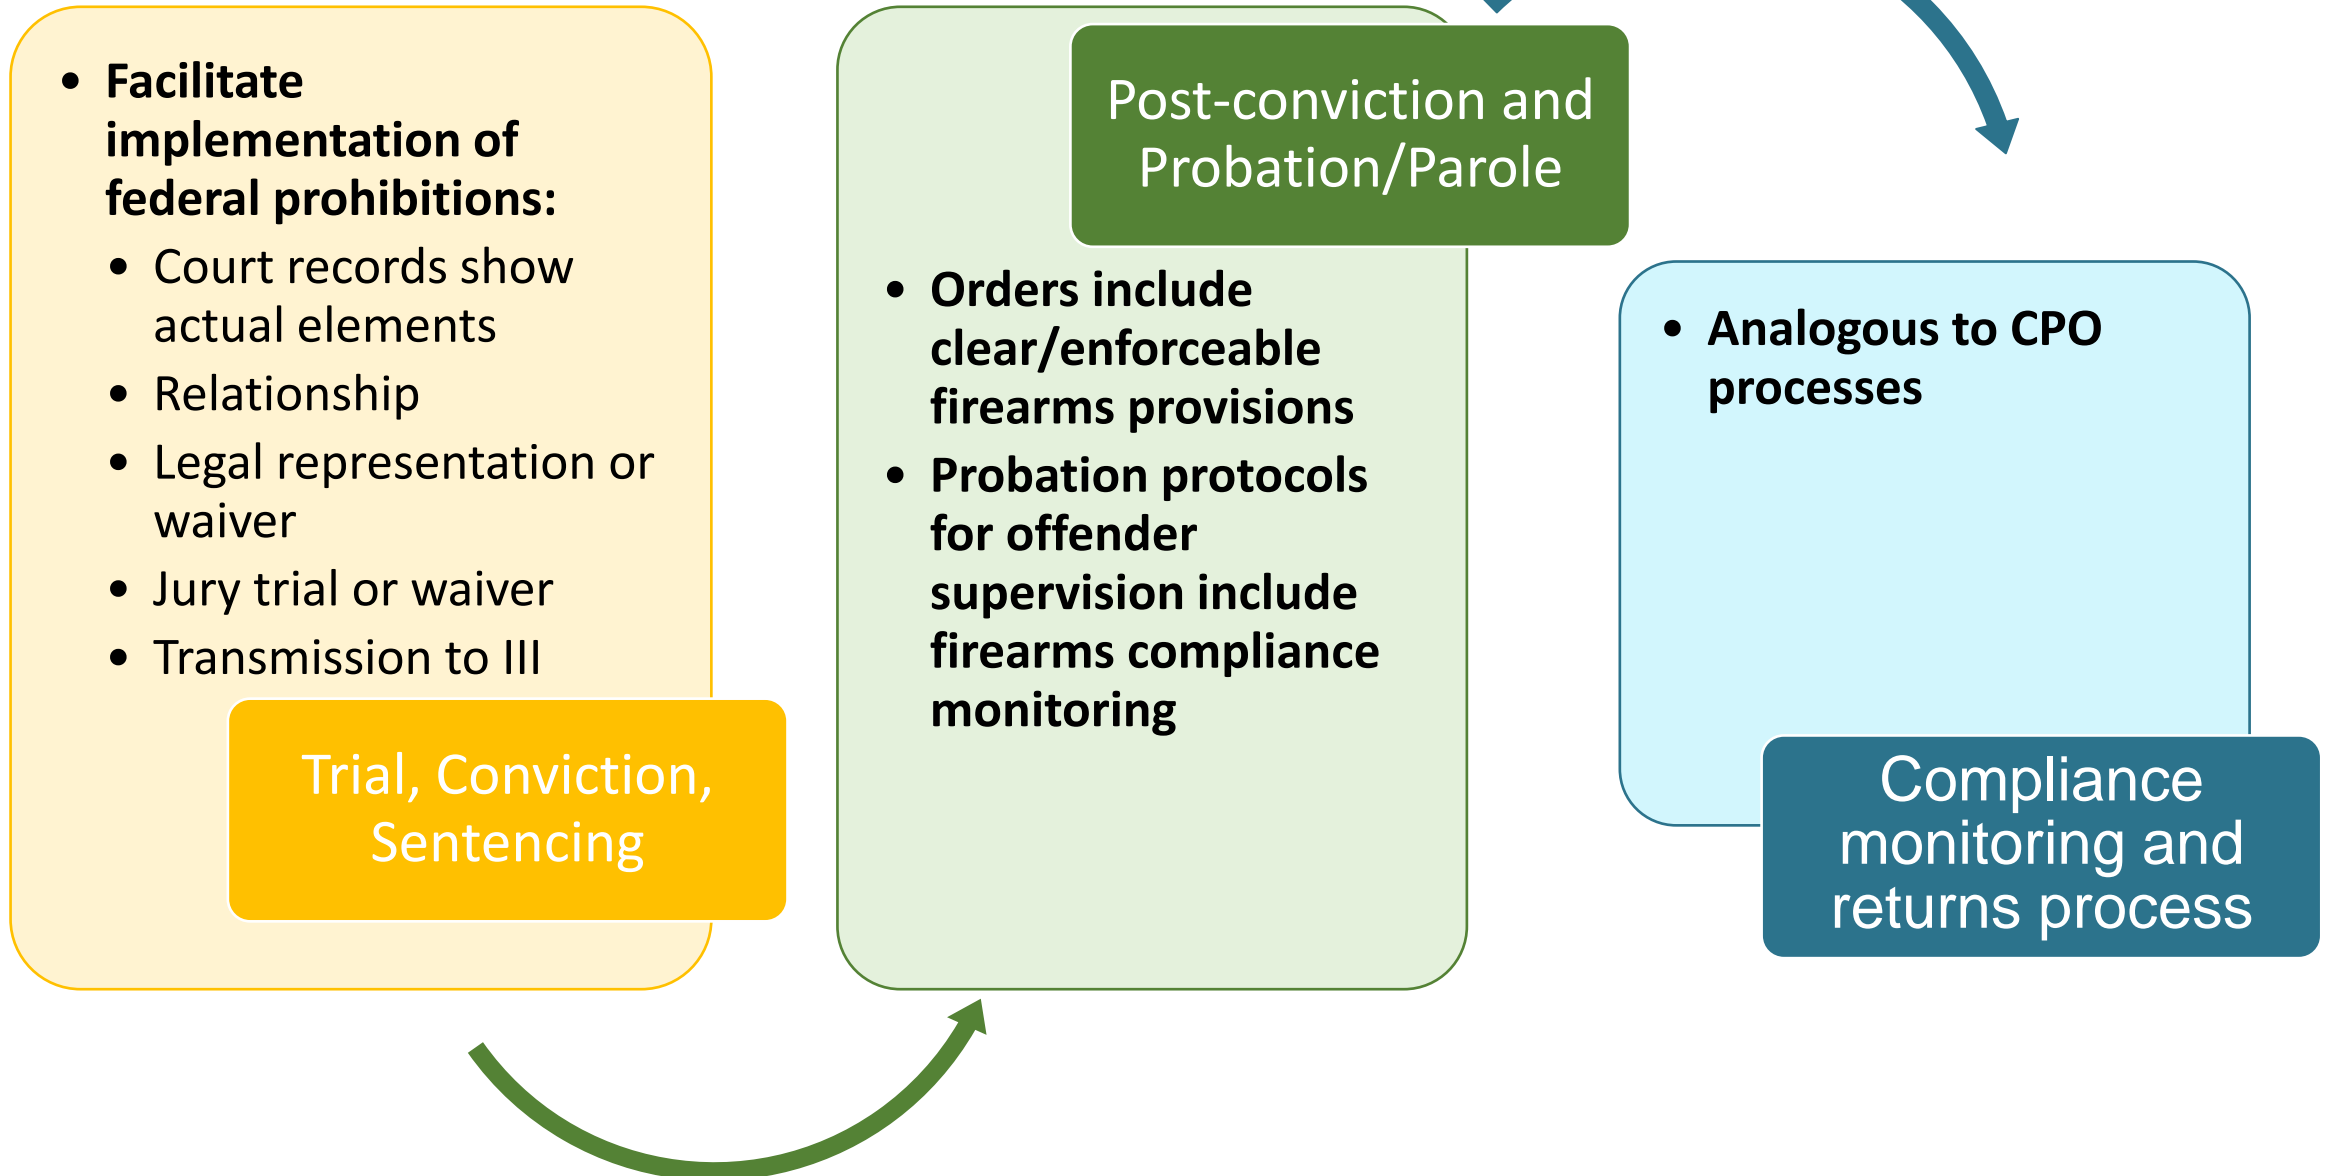 • Facilitate
implementation of
federal prohibitions:
• Court records show
actual elements
• Relationship
• Legal representation or
waiver
• Jury trial or waiver
• Transmission to III
Trial, Conviction,
Sentencing
Post-conviction and
Probation/Parole
• Orders include
clear/enforceable
firearms provisions
• Probation protocols
for offender
supervision include
firearms compliance
monitoring
• Analogous to CPO
processes
Compliance
monitoring and
returns process